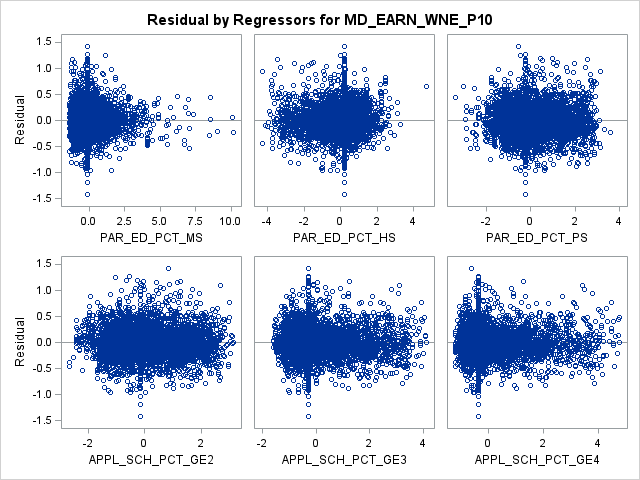 Residual by Regressors for MD_EARN_WNE_P10
Residual
1.5
1.0
0.5
0.0
-0.5
-1.0
-1.5
0.0 2.5 5.0 7.5 10.0
-4 -2 0 2 4
-2 0 2 4
PAR_ED_PCT_MS
PAR_ED_PCT_HS
PAR_ED_PCT_PS
Residual
1.5
1.0
0.5
0.0
-0.5
-1.0
-1.5
-2 0 2
-2 0 2 4
0 2 4
APPL_SCH_PCT_GE2
APPL_SCH_PCT_GE3
APPL_SCH_PCT_GE4